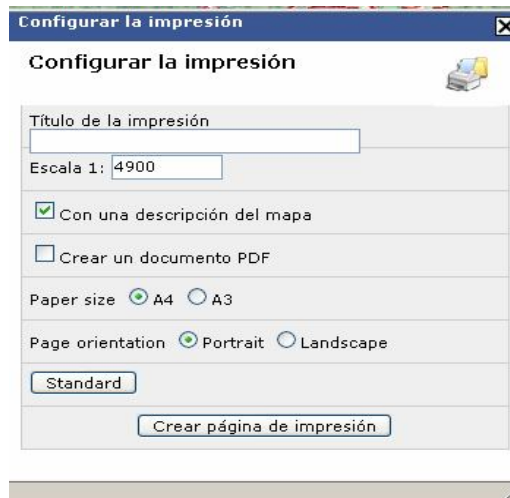 Configurar la impresión
Configurar la impresión
Título de la impresión
Escala 1: 4900
Con una descripción del mapa
Crear un documento PDF
Paper size A4 A3
Page orientation Portrait Landscape
Standard
Crear página de impresión